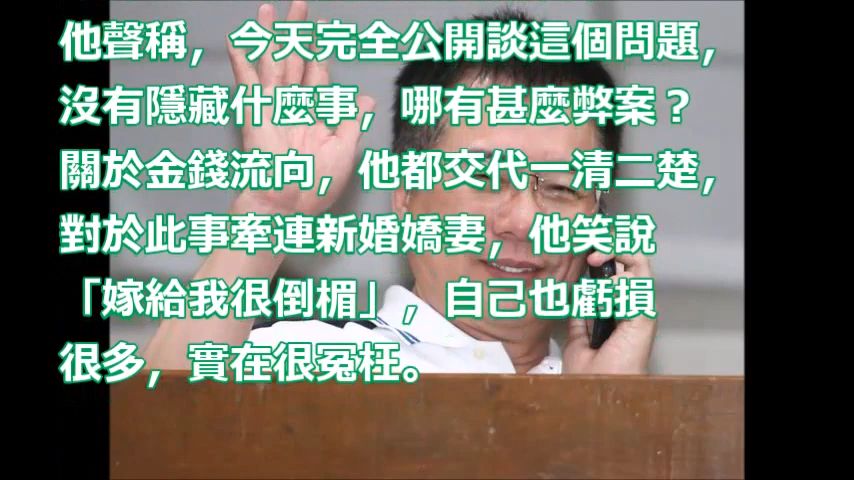 他聲稱，今天完全公開談這個問題，
沒有隱藏什麼事，哪有甚麼弊案？
關於金錢流向，他都交代一清二楚，
對於此事牽連新婚嬌妻，他笑說
「嫁給我很倒楣」，自己也虧損
很多，實在很冤枉。